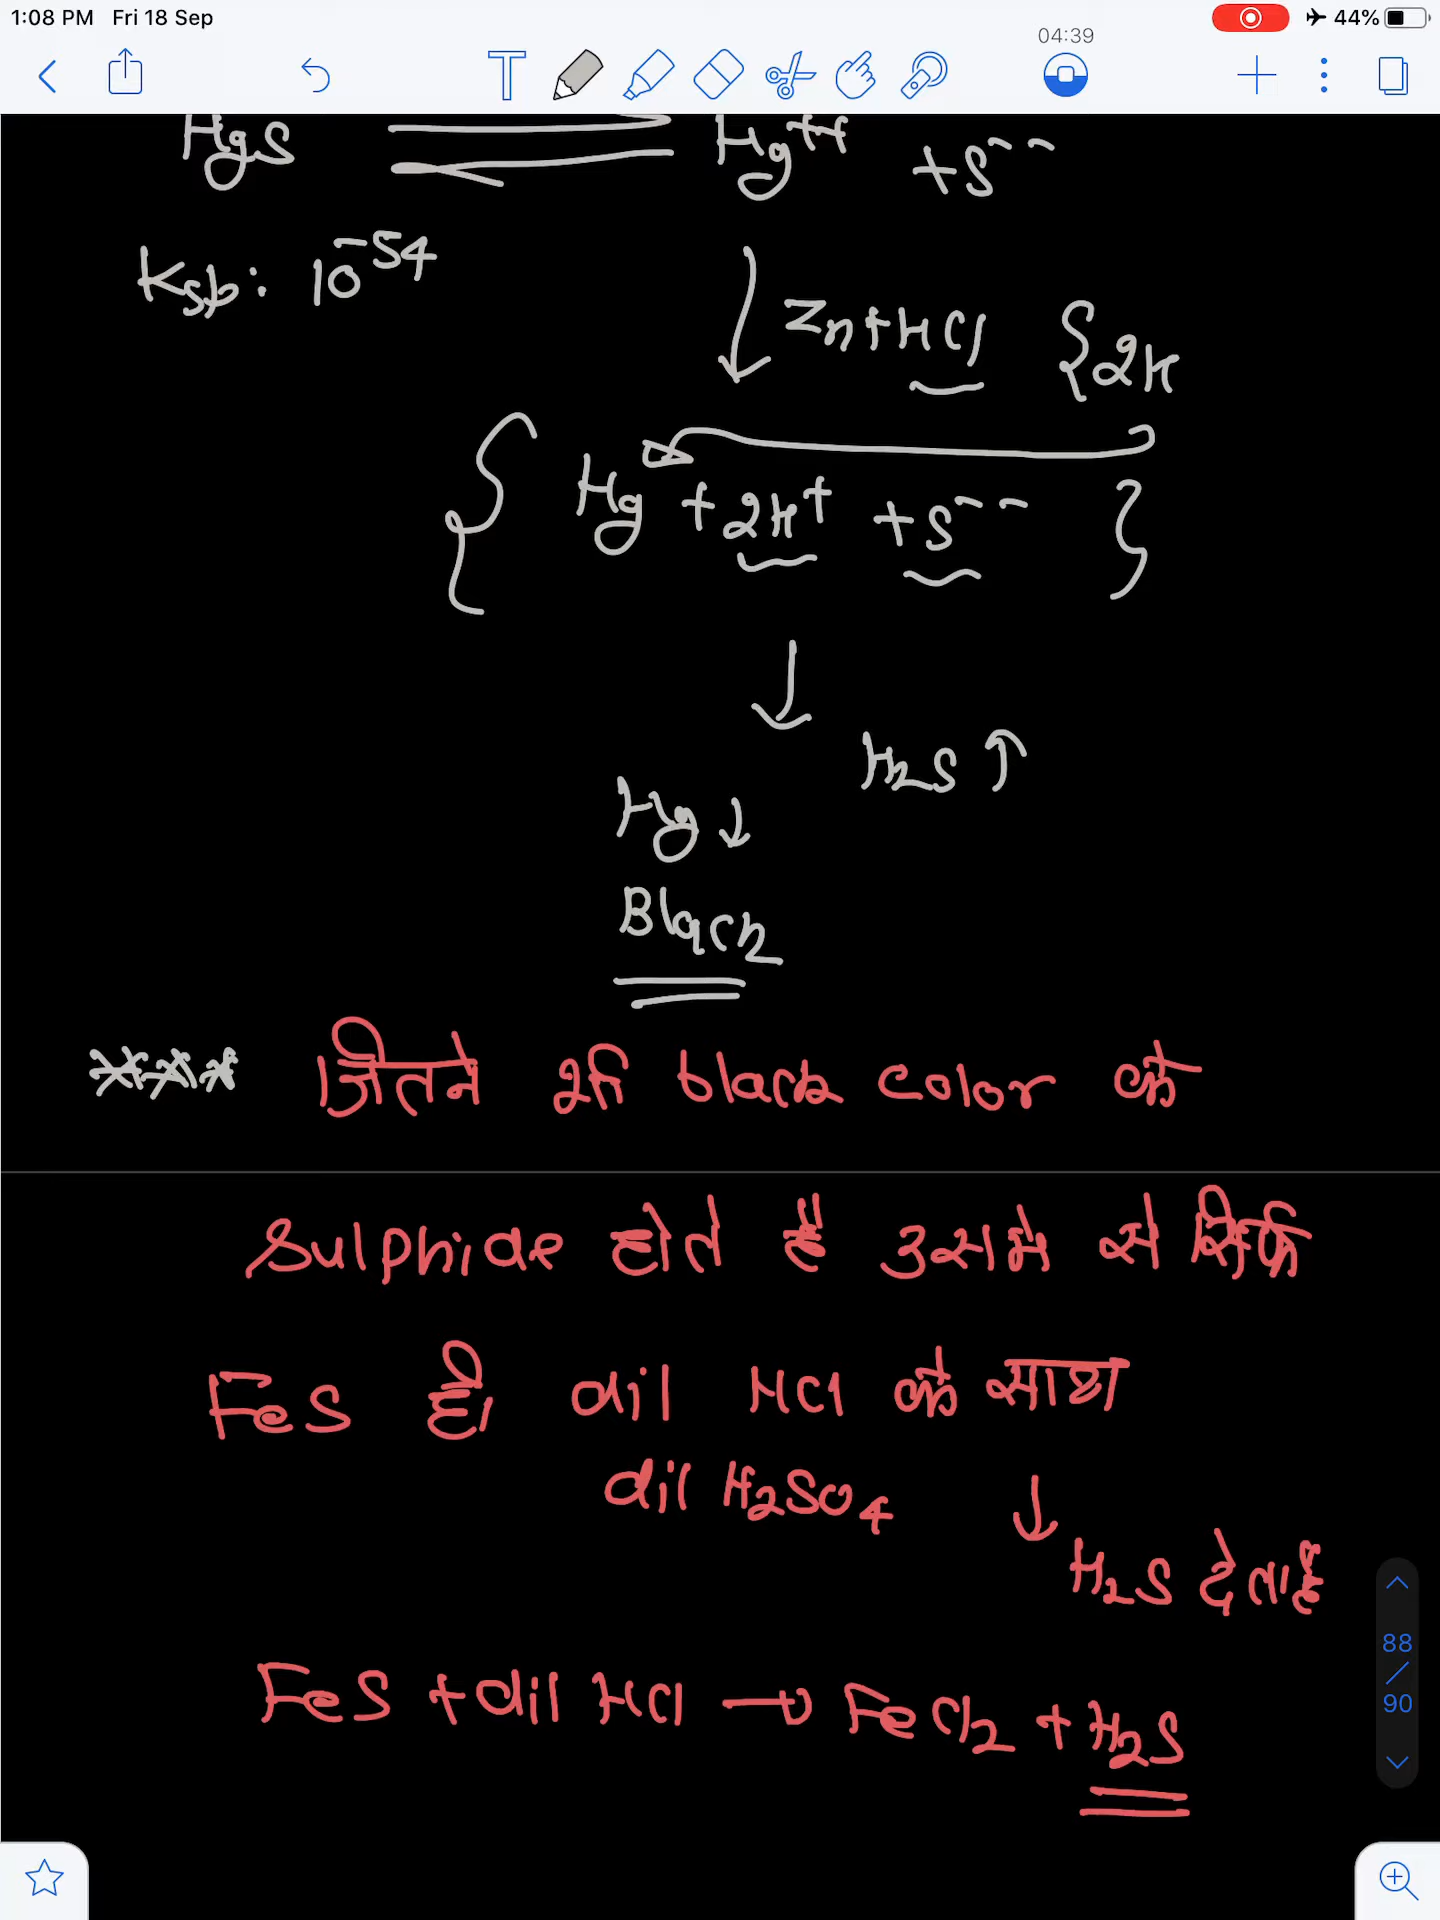 1:08 PM Fri 18 Sep 44%
04:39
HgS ⇌ Hg++ + S--
Ksp: 10^-54
Zn + HCl {2H
{ Hg + 2H+ + S-- }
H2S ↑
Hg ↓
Black
*** जितने भी black color के
Sulphide होते हैं उसमे से सिर्फ
FeS ही dil HCl के साथ
dil H2SO4 ↓
H2S देता है
FeS + dil HCl → FeCl2 + H2S
88
/
90